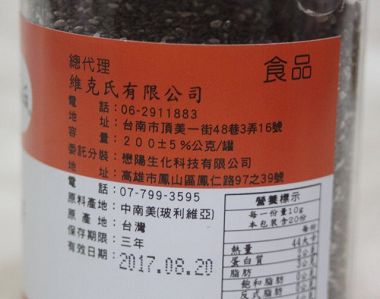 食品
總代理
維克氏有限公司
電話：06-2911883
地址：台南市頂美一街48巷3弄16號
容量：200±5%公克/罐
委託分裝：懋陽生化科技有限公司
地址：高雄市鳳山區鳳仁路97之39號
電話：07-799-3595
原料產地：中南美(玻利維亞)
原產地：台灣
保存期限：三年
有效日期：2017.08.20
營養標示
每一份量10g
本包裝含20份
每份
熱量 44大卡
蛋白質
脂肪
飽和脂肪
反式脂肪